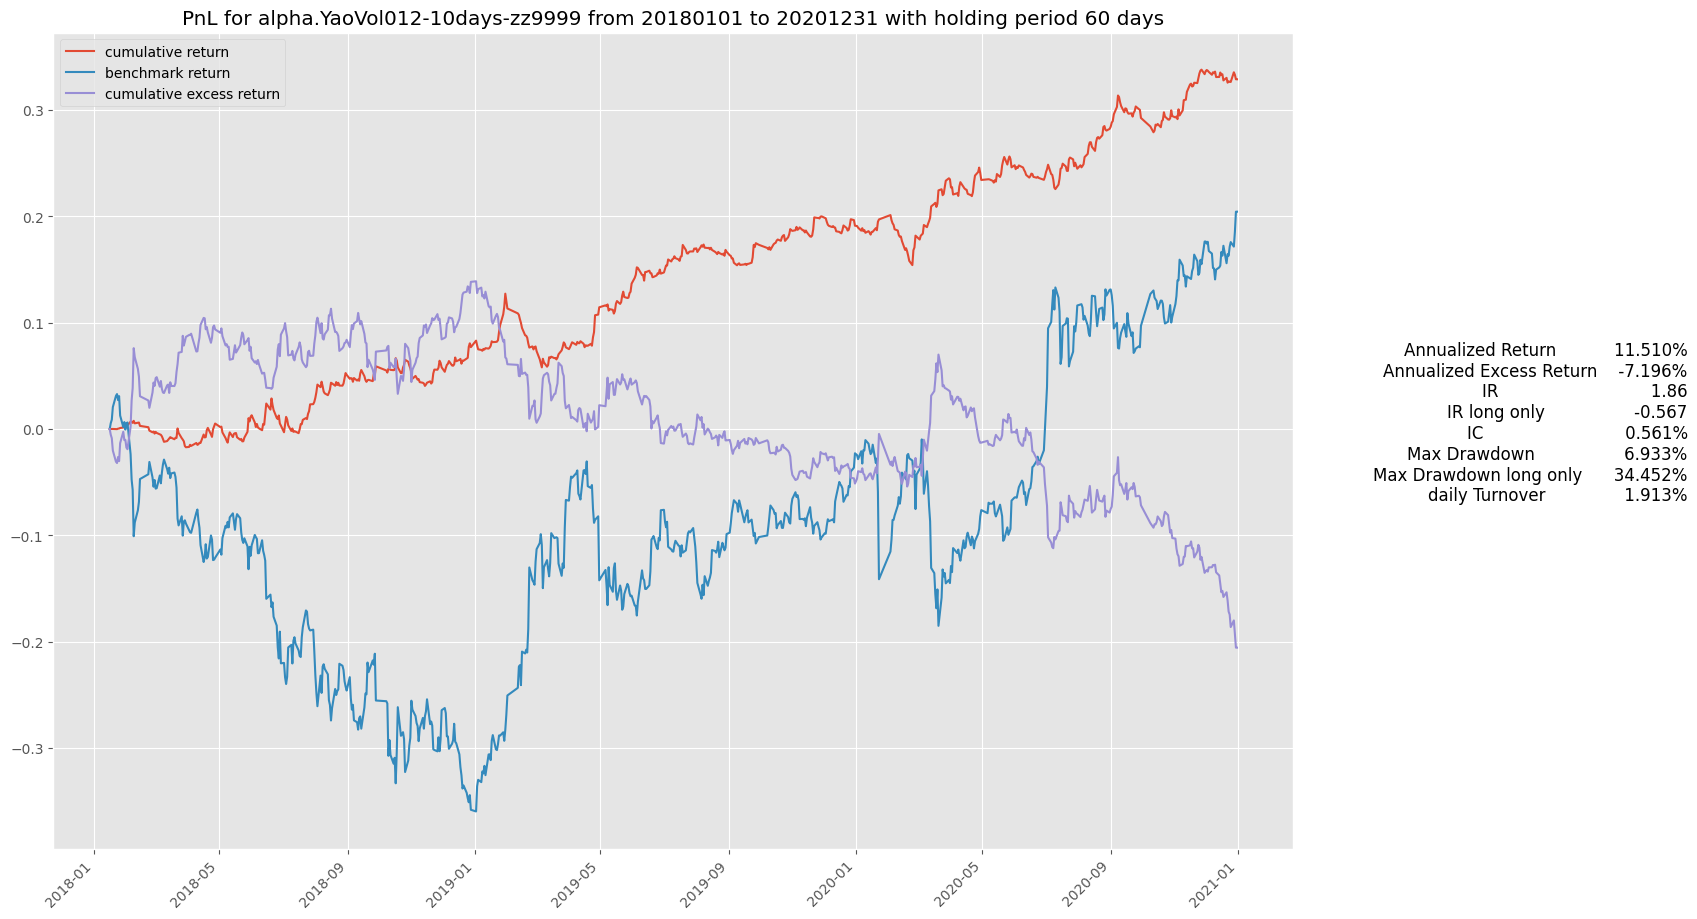 PnL for alpha.YaoVol012-10days-zz9999 from 20180101 to 20201231 with holding period 60 days
cumulative return
benchmark return
cumulative excess return
0.3
0.2
0.1
0.0
−0.1
−0.2
−0.3
2018-01
2018-05
2018-09
2019-01
2019-05
2019-09
2020-01
2020-05
2020-09
2021-01
Annualized Return 11.510%
Annualized Excess Return -7.196%
IR 1.86
IR long only -0.567
IC 0.561%
Max Drawdown 6.933%
Max Drawdown long only 34.452%
daily Turnover 1.913%